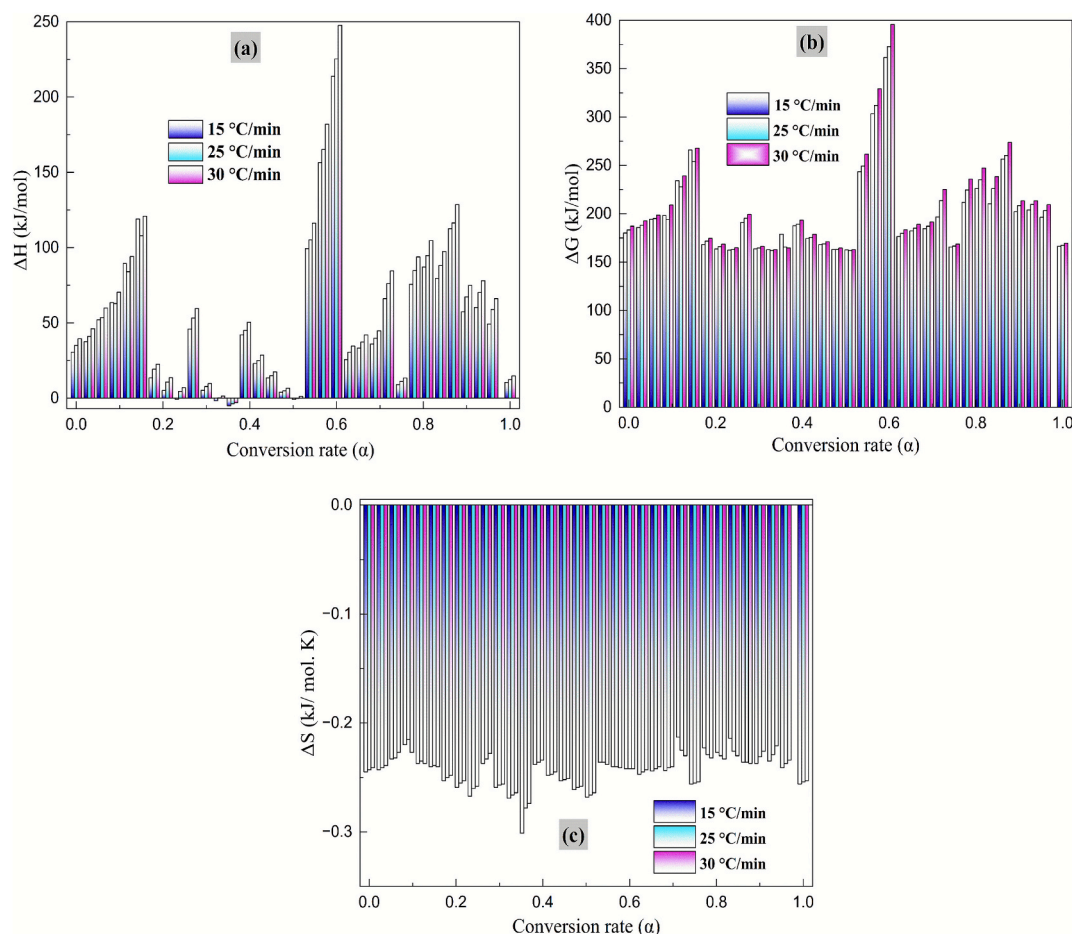 (a)
250
200
150
100
50
0
ΔH (kJ/mol)
15 °C/min
25 °C/min
30 °C/min
0.0 0.2 0.4 0.6 0.8 1.0
Conversion rate (α)
(b)
400
350
300
250
200
150
100
50
0
ΔG (kJ/mol)
15 °C/min
25 °C/min
30 °C/min
0.0 0.2 0.4 0.6 0.8 1.0
Conversion rate (α)
0.0
−0.1
−0.2
−0.3
ΔS (kJ/ mol. K)
(c)
15 °C/min
25 °C/min
30 °C/min
0.0 0.2 0.4 0.6 0.8 1.0
Conversion rate (α)